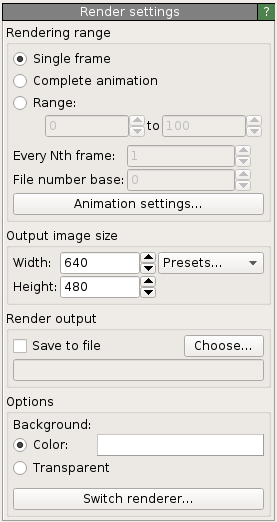 Render settings ?
Rendering range
Single frame
Complete animation
Range:
0 to 100
Every Nth frame: 1
File number base: 0
Animation settings...
Output image size
Width: 640 Presets...
Height: 480
Render output
Save to file Choose...
Options
Background:
Color:
Transparent
Switch renderer...